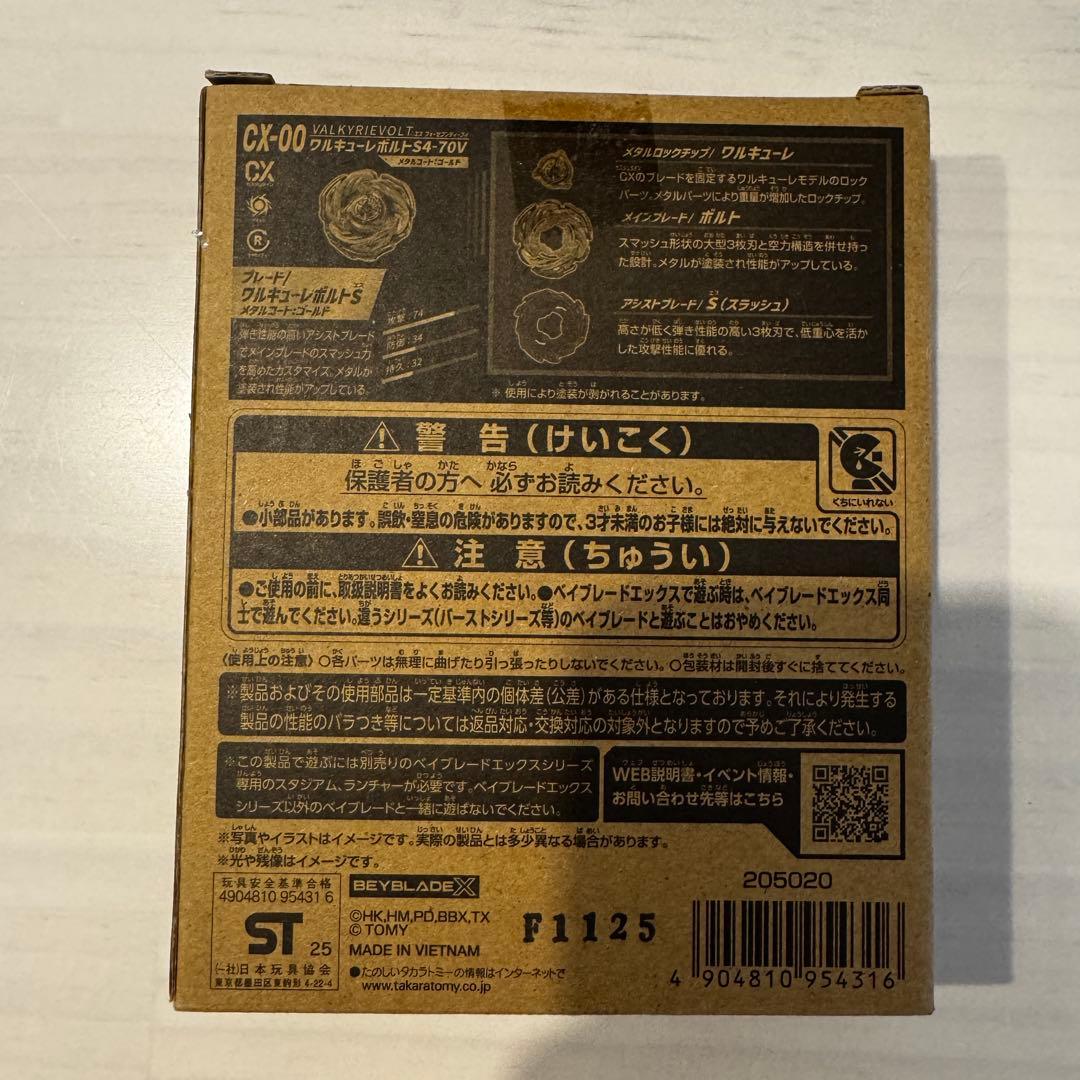 CX-00
VALKYRIEVOLT
ワルキューレボルトS4-70V
メタルコート:ゴールド
CX
R
ブレード/
ワルキューレボルトS
メタルコート:ゴールド
弾き性能の高いアシストブレード
でメインブレードのスマッシュ力
を高めたカスタマイズ。メタルが
塗装され性能がアップしている。
攻撃:74
防御:34
持久:32
メタルロックチップ/ ワルキューレ
CXのブレードを固定するワルキューレモデルのロック
パーツ。メタルパーツにより重量が増加したロックチップ。
メインブレード/ ボルト
スマッシュ形状の大型3枚刃と空力構造を併せ持っ
た設計。メタルが塗装され性能がアップしている。
アシストブレード/ S(スラッシュ)
高さが低く弾き性能の高い3枚刃で、低重心を活か
した攻撃性能に優れる。
※使用により塗装が剥がれることがあります。
警告(けいこく)
保護者の方へ 必ずお読みください。
●小部品があります。誤飲・窒息の危険がありますので、3才未満のお子様には絶対に与えないでください。
くちにいれない
注意(ちゅうい)
●ご使用の前に、取扱説明書をよくお読みください。●ベイブレードエックスで遊ぶ時は、ベイブレードエックス同
士で遊んでください。違うシリーズ(バーストシリーズ等)のベイブレードと遊ぶことはおやめください。
〈使用上の注意〉○各パーツは無理に曲げたり引っ張ったりしないでください。○包装材は開封後すぐに捨ててください。
※製品およびその使用部品は一定基準内の個体差(公差)がある仕様となっております。それにより発生する
製品の性能のバラつき等については返品対応・交換対応の対象外となりますので予めご了承ください。
※この製品で遊ぶには別売りのベイブレードエックスシリーズ
専用のスタジアム、ランチャーが必要です。ベイブレードエックス
シリーズ以外のベイブレードと一緒に遊ばないでください。
WEB説明書・イベント情報・
お問い合わせ先等はこちら
※写真やイラストはイメージです。実際の製品とは多少異なる場合があります。
※光や残像はイメージです。
玩具安全基準合格
4904810 95431 6
ST 25
(一社)日本玩具協会
東京都墨田区東駒形 4-22-4
BEYBLADE X
©HK,HM,PD,BBX,TX
© TOMY
MADE IN VIETNAM
●たのしいタカラトミーの情報はインターネットで
www.takaratomy.co.jp
F1125
205020
4 904810 954316